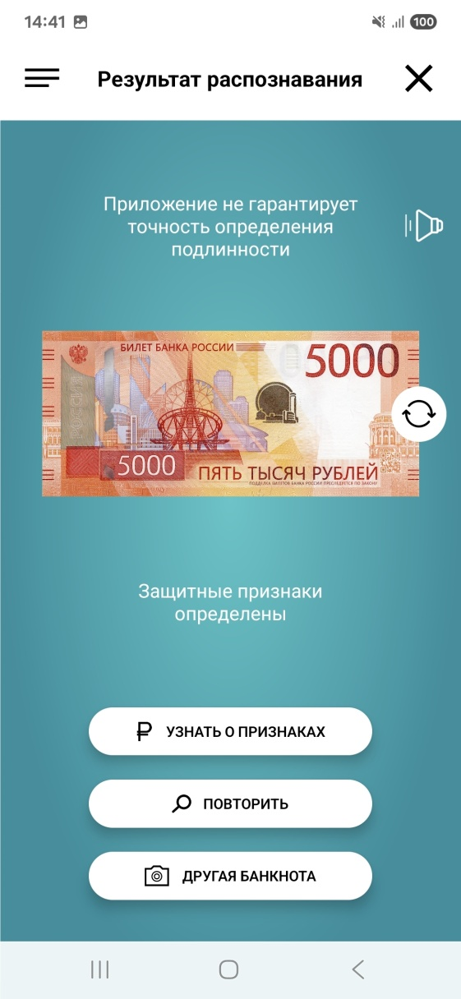 14:41
100
Результат распознавания
Приложение не гарантирует
точность определения
подлинности
БИЛЕТ БАНКА РОССИИ
5000
РОССИЯ
5000
ПЯТЬ ТЫСЯЧ РУБЛЕЙ
ПОДДЕЛКА БИЛЕТОВ БАНКА РОССИИ ПРЕСЛЕДУЕТСЯ ПО ЗАКОНУ
Защитные признаки
определены
УЗНАТЬ О ПРИЗНАКАХ
ПОВТОРИТЬ
ДРУГАЯ БАНКНОТА